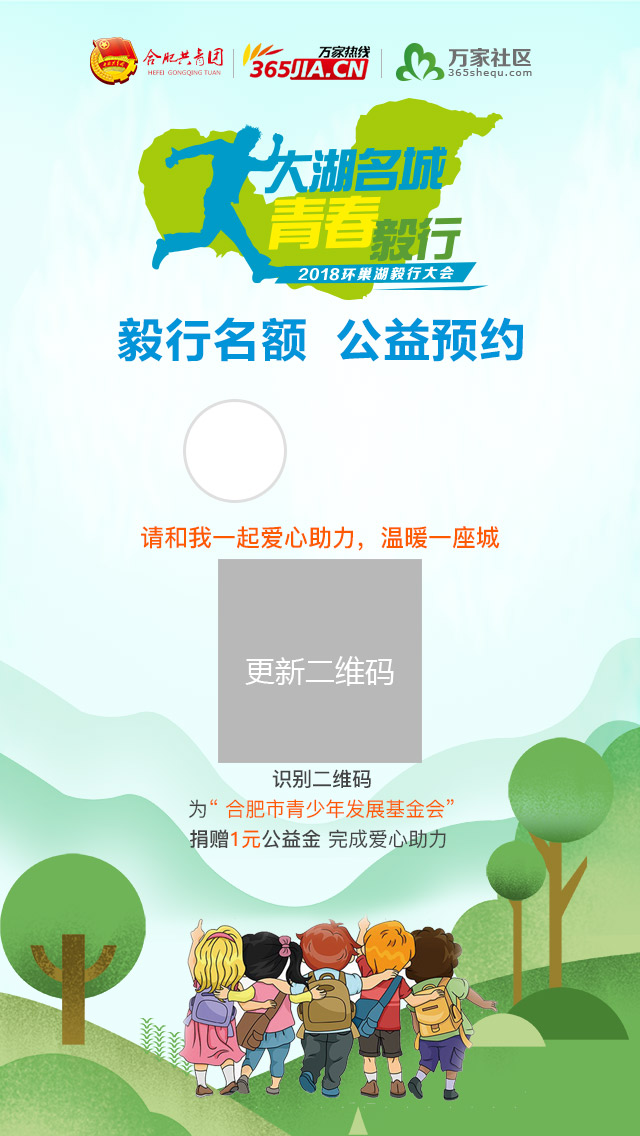 合肥共青团
HEFEI GONGQING TUAN
万家热线
365JIA.CN
万家社区
365shequ.com
大湖名城
青春毅行
2018环巢湖毅行大会
毅行名额 公益预约
请和我一起爱心助力，温暖一座城
更新二维码
识别二维码
为“合肥市青少年发展基金会”
捐赠1元公益金 完成爱心助力